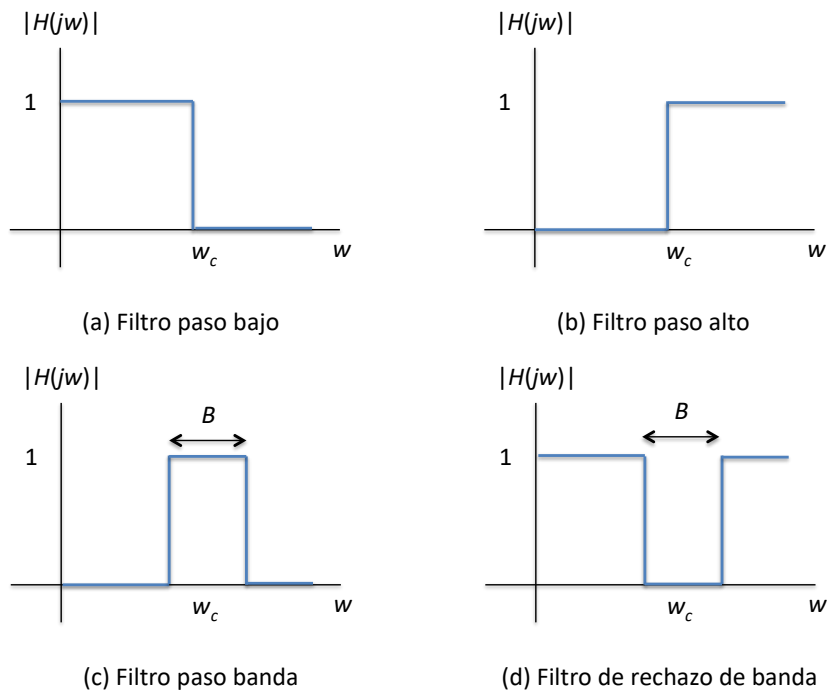 |H(jw)|
1
w_c
w
(a) Filtro paso bajo
|H(jw)|
1
w_c
w
(b) Filtro paso alto
|H(jw)|
B
1
w_c
w
(c) Filtro paso banda
|H(jw)|
B
1
w_c
w
(d) Filtro de rechazo de banda